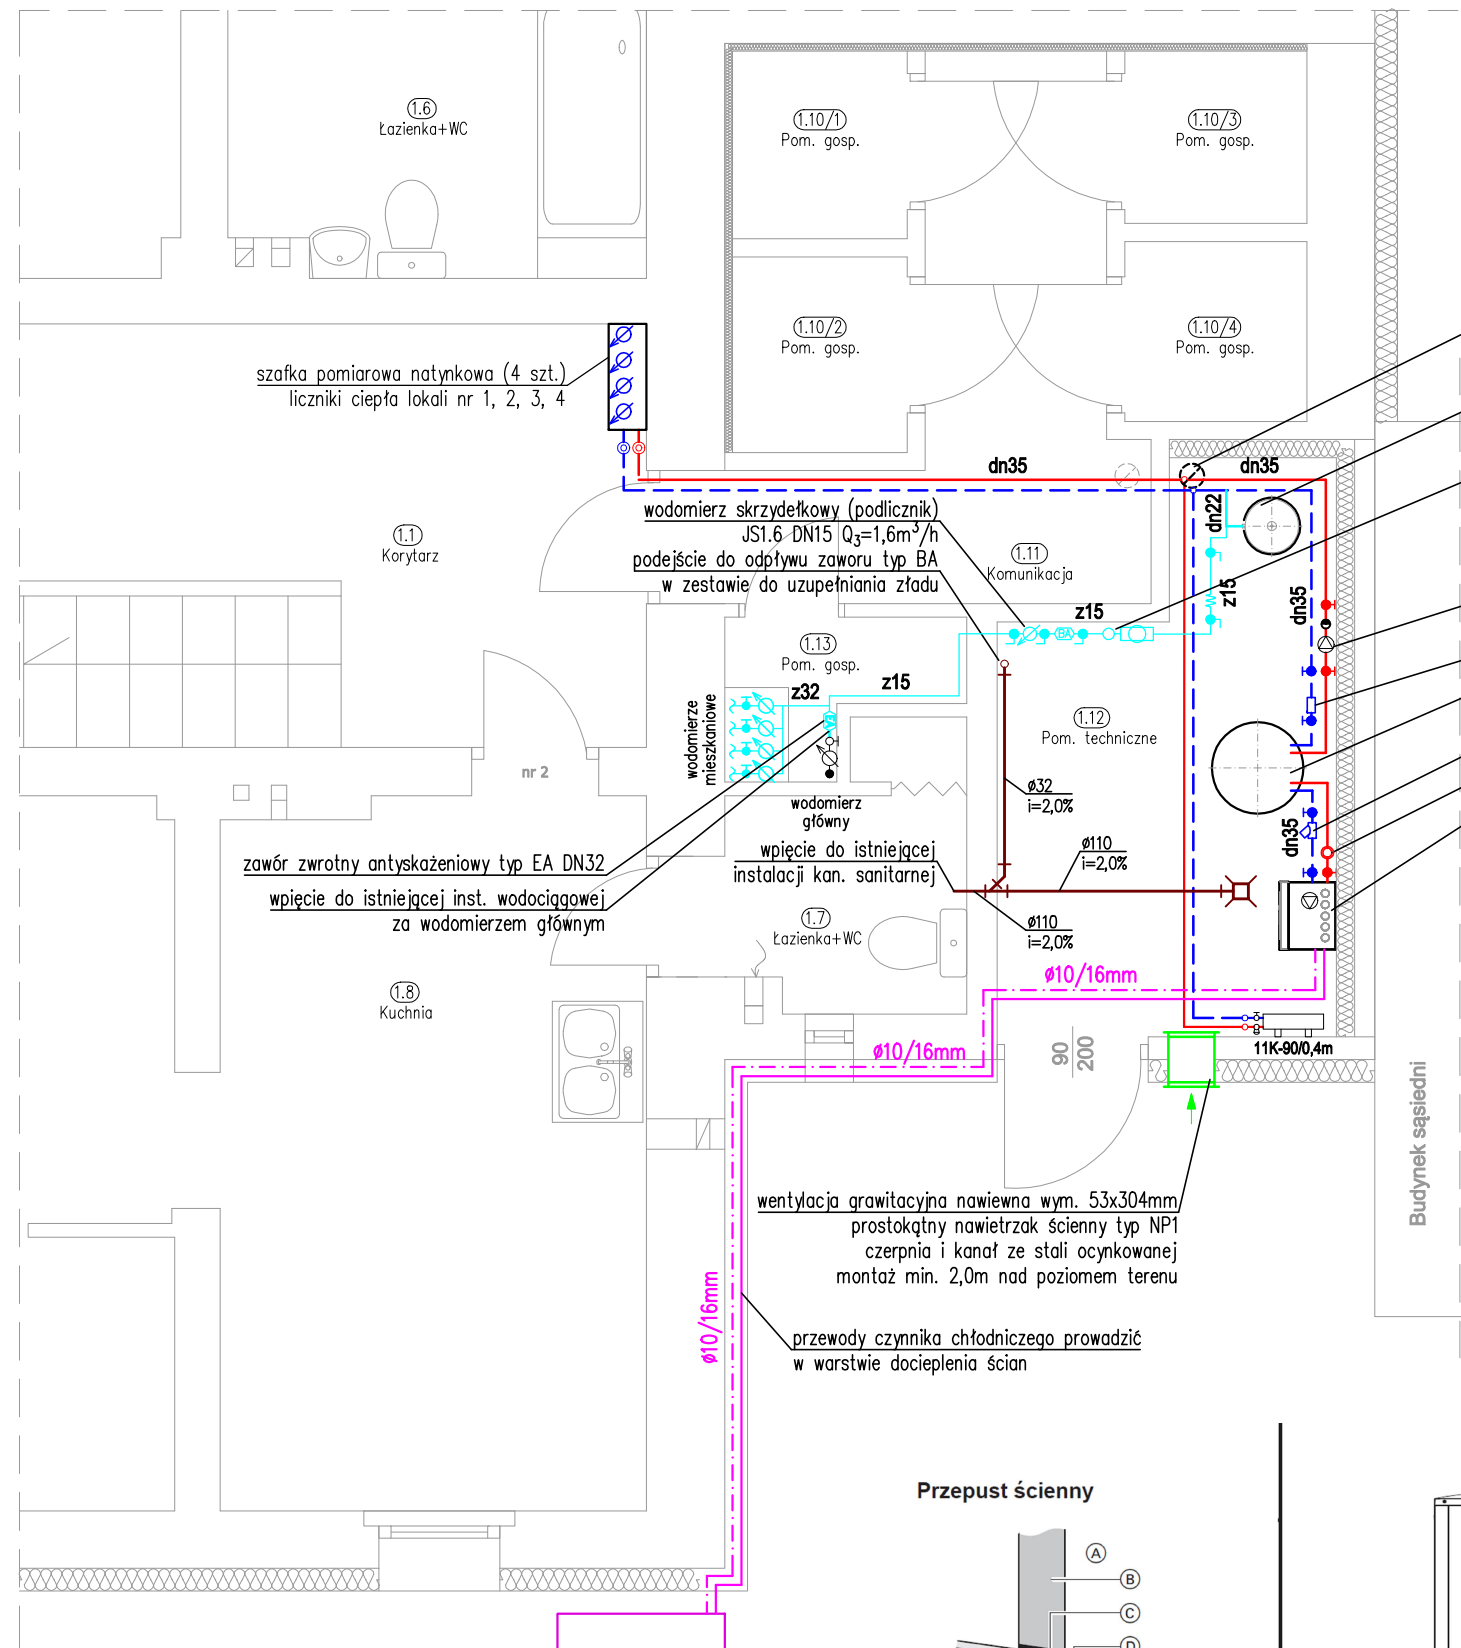 1.6
Łazienka+WC
1.10/1
Pom. gosp.
1.10/3
Pom. gosp.
1.10/2
Pom. gosp.
1.10/4
Pom. gosp.
szafka pomiarowa natynkowa (4 szt.)
liczniki ciepła lokali nr 1, 2, 3, 4
dn35
dn35
wodomierz skrzydełkowy (podlicznik)
JS1.6 DN15 Q₃=1,6m³/h
podejście do odpływu zaworu typ BA
w zestawie do uzupełniania zładu
dn22
1.1
Korytarz
1.11
Komunikacja
z15
z15
dn35
BA
1.13
Pom. gosp.
z32
z15
EA
wodomierze
mieszkaniowe
1.12
Pom. techniczne
nr 2
ø32
i=2,0%
wodomierz
główny
dn35
zawór zwrotny antyskażeniowy typ EA DN32
wpięcie do istniejącej
instalacji kan. sanitarnej
ø110
i=2,0%
wpięcie do istniejącej inst. wodociągowej
za wodomierzem głównym
1.7
Łazienka+WC
ø110
i=2,0%
ø10/16mm
1.8
Kuchnia
ø10/16mm
90
200
11K-90/0,4m
Budynek sąsiedni
wentylacja grawitacyjna nawiewna wym. 53x304mm
prostokątny nawietrzak ścienny typ NP1
czerpnia i kanał ze stali ocynkowanej
montaż min. 2,0m nad poziomem terenu
ø10/16mm
przewody czynnika chłodniczego prowadzić
w warstwie docieplenia ścian
Przepust ścienny
A
B
C
D